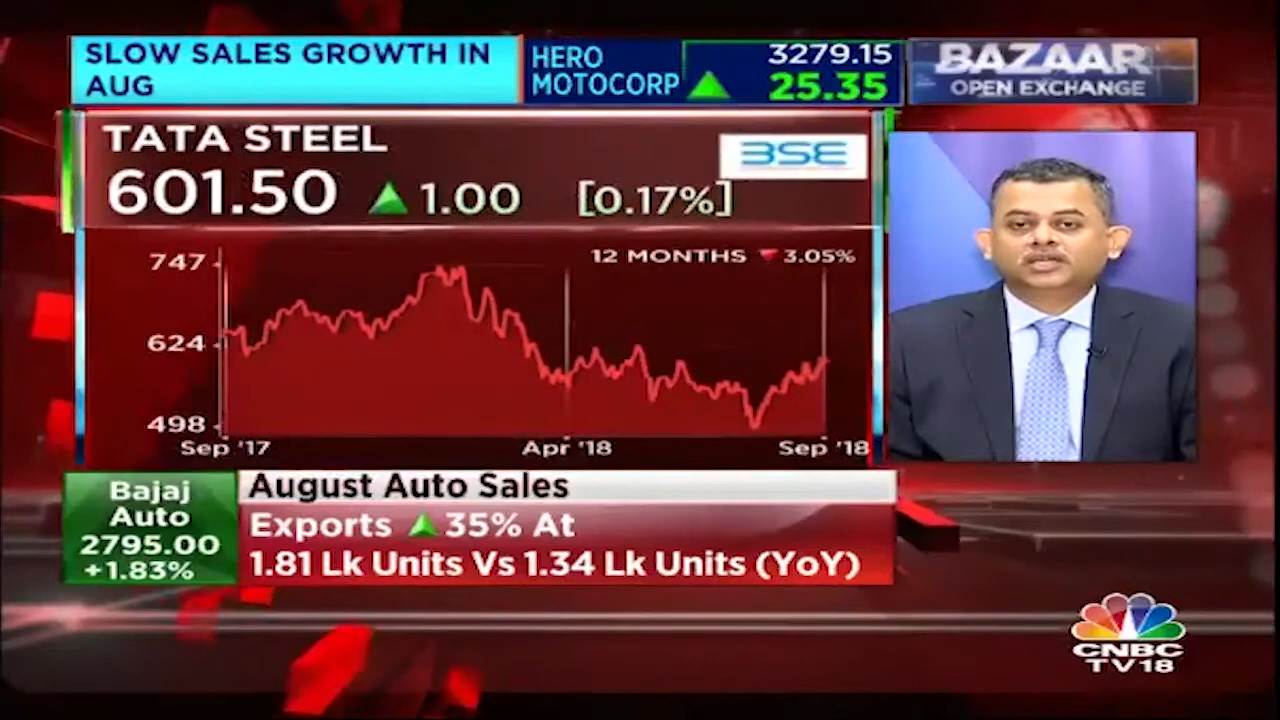 SLOW SALES GROWTH IN
AUG
HERO
MOTOCORP
3279.15
▲ 25.35
BAZAAR
OPEN EXCHANGE
TATA STEEL
601.50 ▲ 1.00 [0.17%]
BSE
12 MONTHS ▼ 3.05%
747
624
498
Sep '17
Apr '18
Sep '18
Bajaj
Auto
2795.00
+1.83%
August Auto Sales
Exports ▲ 35% At
1.81 Lk Units Vs 1.34 Lk Units (YoY)
CNBC
TV18